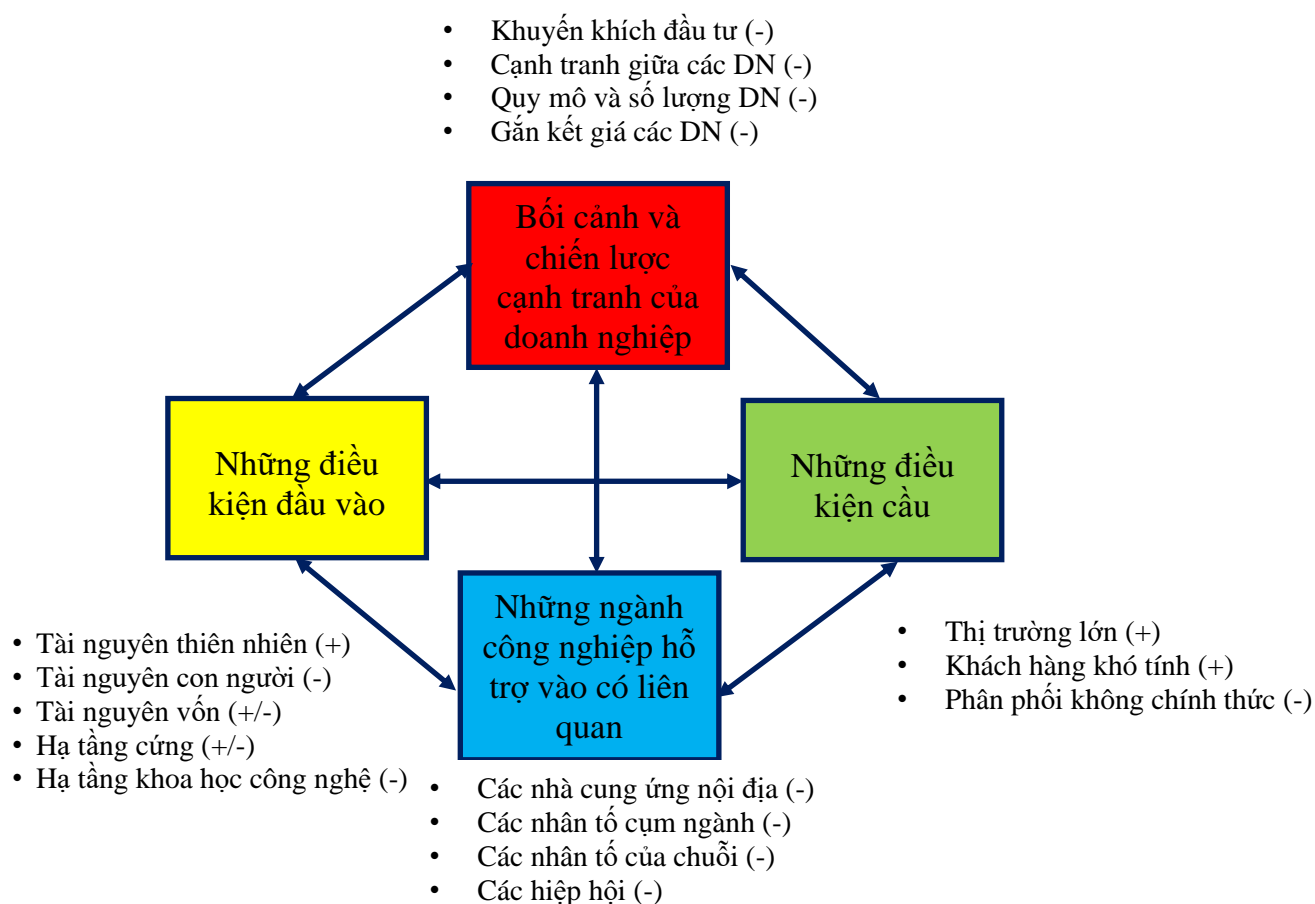 • Khuyến khích đầu tư (-)
• Cạnh tranh giữa các DN (-)
• Quy mô và số lượng DN (-)
• Gắn kết giá các DN (-)
Bối cảnh và
chiến lược
cạnh tranh của
doanh nghiệp
Những điều
kiện đầu vào
Những điều
kiện cầu
Những ngành
công nghiệp hỗ
trợ vào có liên
quan
• Tài nguyên thiên nhiên (+)
• Tài nguyên con người (-)
• Tài nguyên vốn (+/-)
• Hạ tầng cứng (+/-)
• Hạ tầng khoa học công nghệ (-)
• Thị trường lớn (+)
• Khách hàng khó tính (+)
• Phân phối không chính thức (-)
• Các nhà cung ứng nội địa (-)
• Các nhân tố cụm ngành (-)
• Các nhân tố của chuỗi (-)
• Các hiệp hội (-)